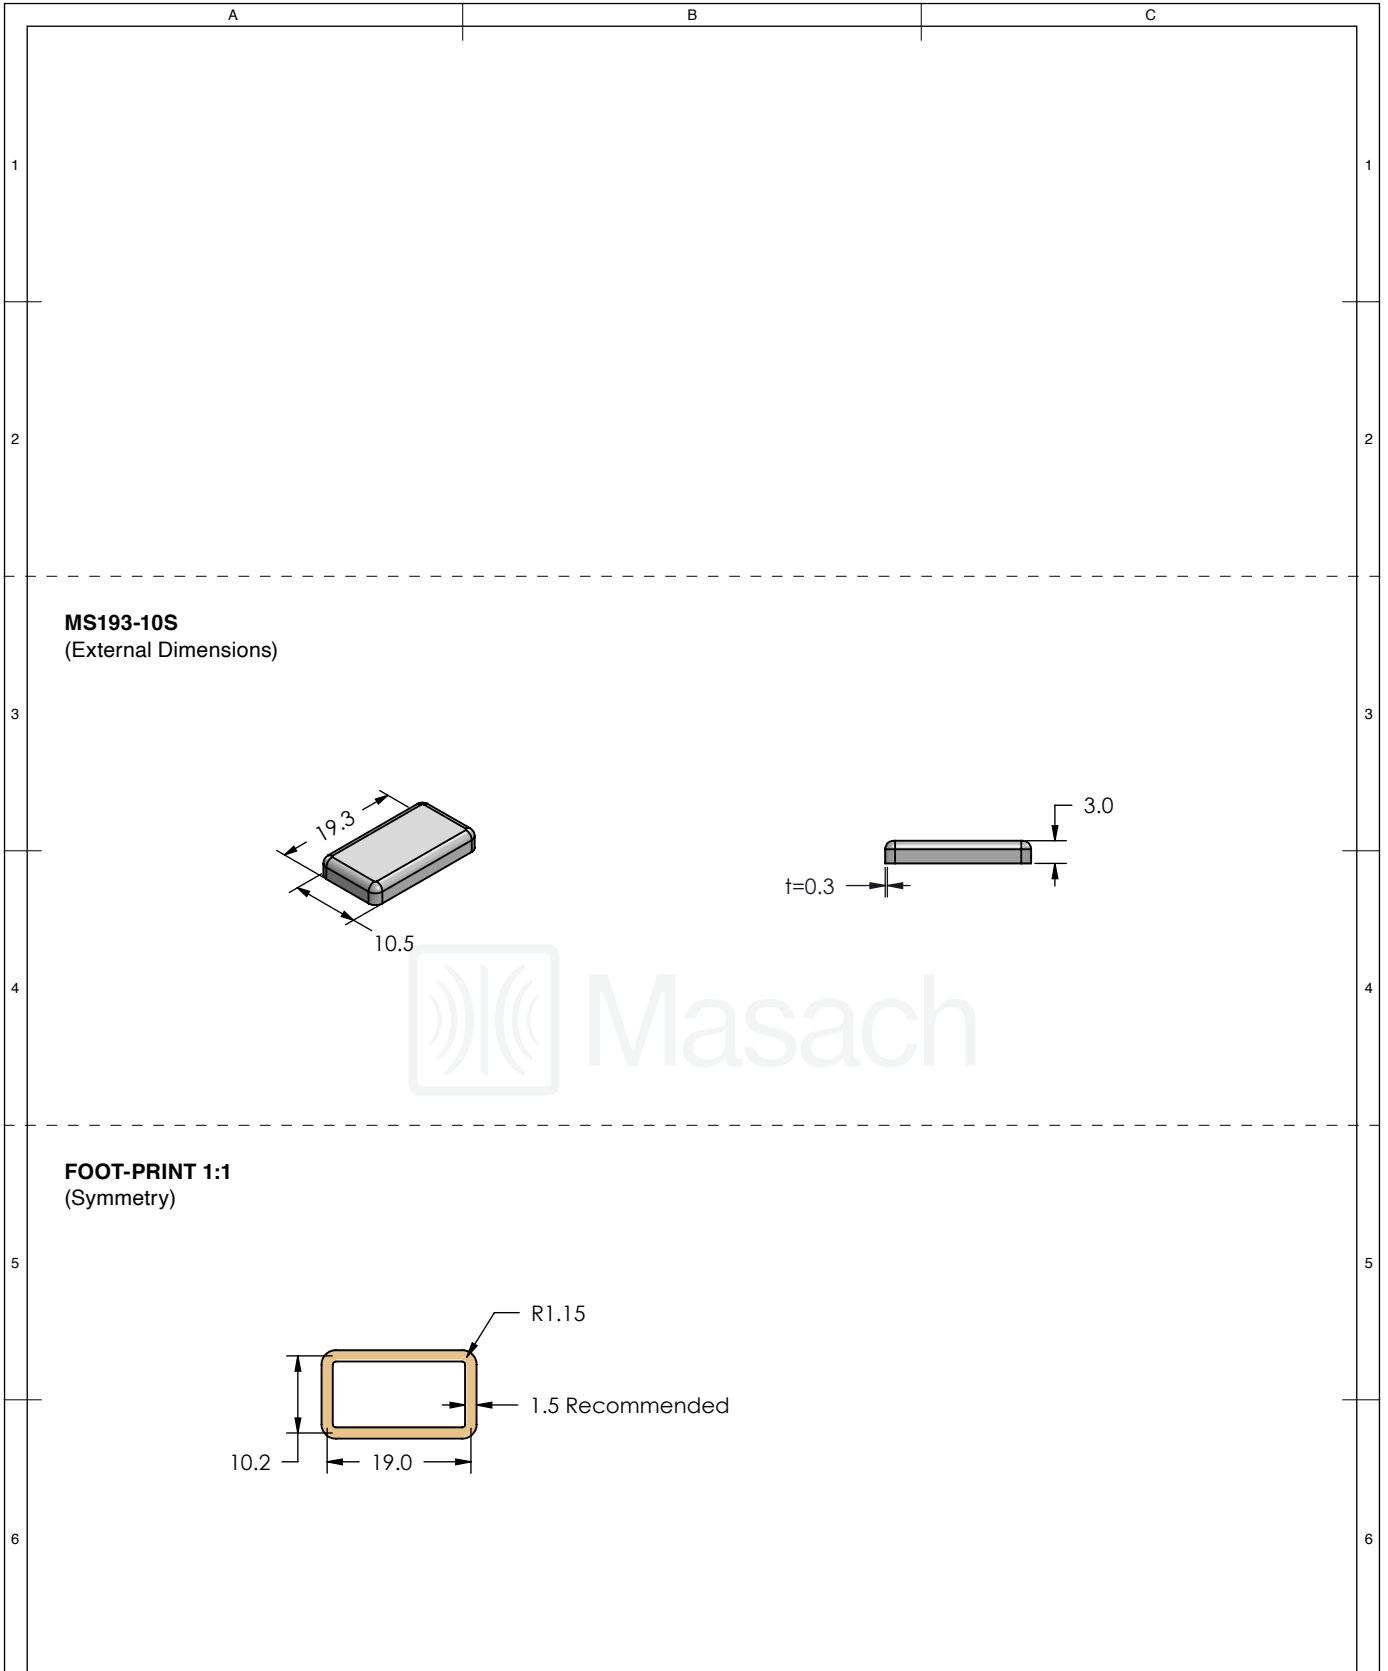 A B C
1 1
2 2
MS193-10S
(External Dimensions)
3 3
19.3
10.5
3.0
t=0.3
Masach
4 4
FOOT-PRINT 1:1
(Symmetry)
5 5
R1.15
1.5 Recommended
10.2
19.0
6 6